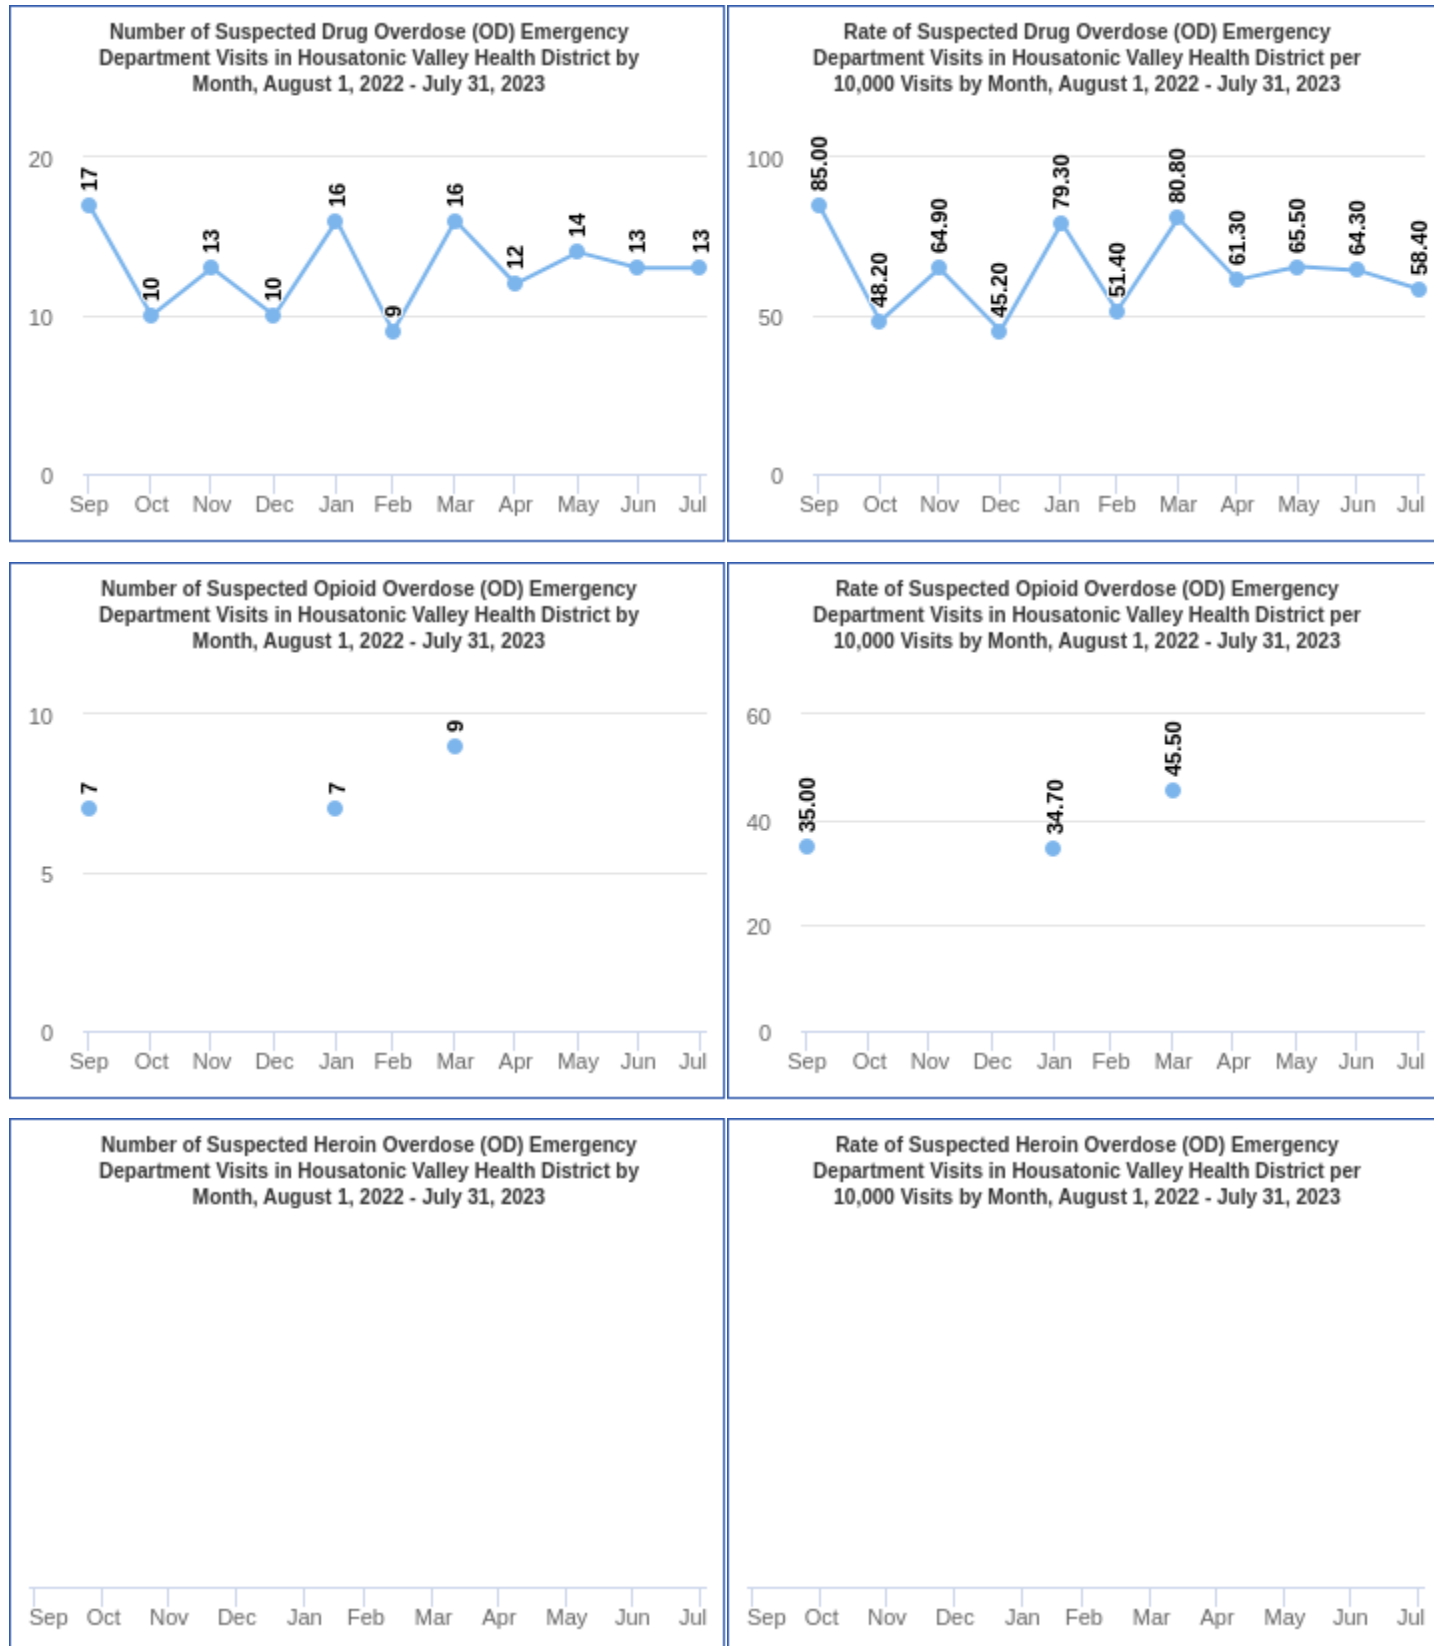 Number of Suspected Drug Overdose (OD) Emergency
Department Visits in Housatonic Valley Health District by
Month, August 1, 2022 - July 31, 2023
20
10
0
17
10
13
10
16
9
16
12
14
13
13
Sep Oct Nov Dec Jan Feb Mar Apr May Jun Jul
Rate of Suspected Drug Overdose (OD) Emergency
Department Visits in Housatonic Valley Health District per
10,000 Visits by Month, August 1, 2022 - July 31, 2023
100
50
0
85.00
48.20
64.90
45.20
79.30
51.40
80.80
61.30
65.50
64.30
58.40
Sep Oct Nov Dec Jan Feb Mar Apr May Jun Jul
Number of Suspected Opioid Overdose (OD) Emergency
Department Visits in Housatonic Valley Health District by
Month, August 1, 2022 - July 31, 2023
10
5
0
7
7
9
Sep Oct Nov Dec Jan Feb Mar Apr May Jun Jul
Rate of Suspected Opioid Overdose (OD) Emergency
Department Visits in Housatonic Valley Health District per
10,000 Visits by Month, August 1, 2022 - July 31, 2023
60
40
20
0
35.00
34.70
45.50
Sep Oct Nov Dec Jan Feb Mar Apr May Jun Jul
Number of Suspected Heroin Overdose (OD) Emergency
Department Visits in Housatonic Valley Health District by
Month, August 1, 2022 - July 31, 2023
Sep Oct Nov Dec Jan Feb Mar Apr May Jun Jul
Rate of Suspected Heroin Overdose (OD) Emergency
Department Visits in Housatonic Valley Health District per
10,000 Visits by Month, August 1, 2022 - July 31, 2023
Sep Oct Nov Dec Jan Feb Mar Apr May Jun Jul